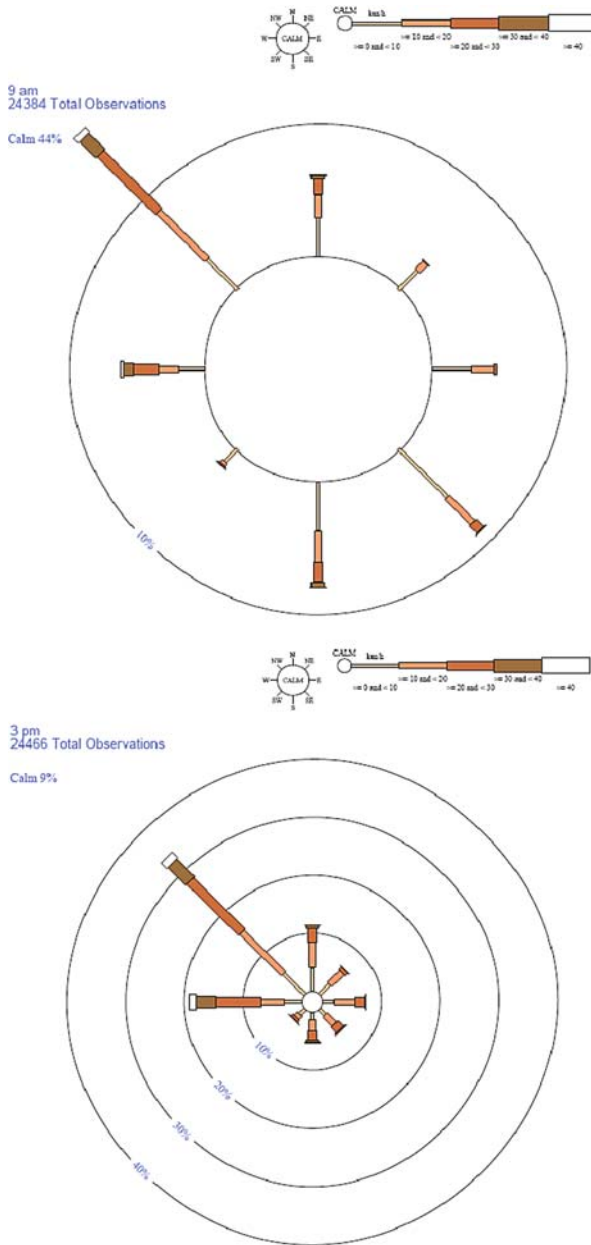 CALM km/h
N
NW NE
W CALM E
SW SE
S
>= 10 and < 20 >= 30 and < 40
>= 0 and < 10 >= 20 and < 30 >= 40
9 am
24384 Total Observations
Calm 44%
10%
CALM km/h
N
NW NE
W CALM E
SW SE
S
>= 10 and < 20 >= 30 and < 40
>= 0 and < 10 >= 20 and < 30 >= 40
3 pm
24466 Total Observations
Calm 9%
10%
20%
30%
40%